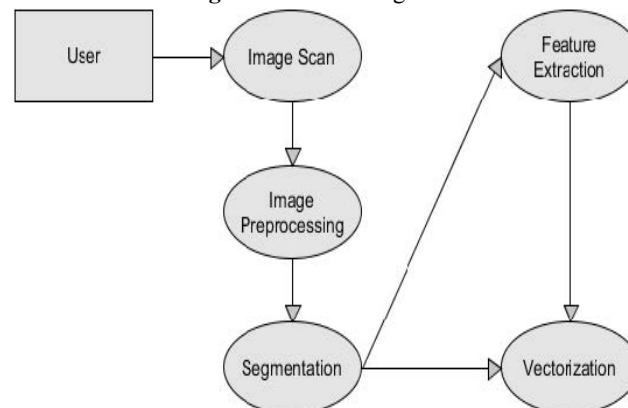 User
Image Scan
Image
Preprocessing
Segmentation
Feature
Extraction
Vectorization